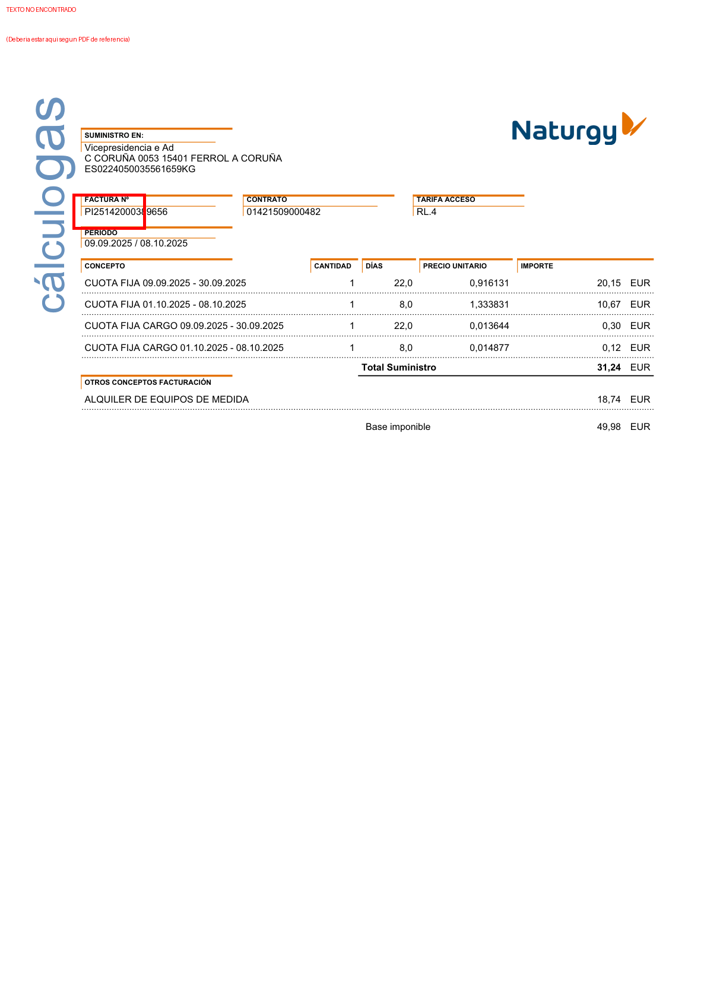 TEXTO NO ENCONTRADO
(Deberia estar aqui segun PDF de referencia)
cálculogas
Naturgy
SUMINISTRO EN:
Vicepresidencia e Ad
C CORUÑA 0053 15401 FERROL A CORUÑA
ES0224050035561659KG
FACTURA Nº CONTRATO TARIFA ACCESO
PI25142000389656 01421509000482 RL.4
PERIODO
09.09.2025 / 08.10.2025
CONCEPTO CANTIDAD DÍAS PRECIO UNITARIO IMPORTE
CUOTA FIJA 09.09.2025 - 30.09.2025 1 22,0 0,916131 20,15 EUR
CUOTA FIJA 01.10.2025 - 08.10.2025 1 8,0 1,333831 10,67 EUR
CUOTA FIJA CARGO 09.09.2025 - 30.09.2025 1 22,0 0,013644 0,30 EUR
CUOTA FIJA CARGO 01.10.2025 - 08.10.2025 1 8,0 0,014877 0,12 EUR
Total Suministro 31,24 EUR
OTROS CONCEPTOS FACTURACIÓN
ALQUILER DE EQUIPOS DE MEDIDA 18,74 EUR
Base imponible 49,98 EUR